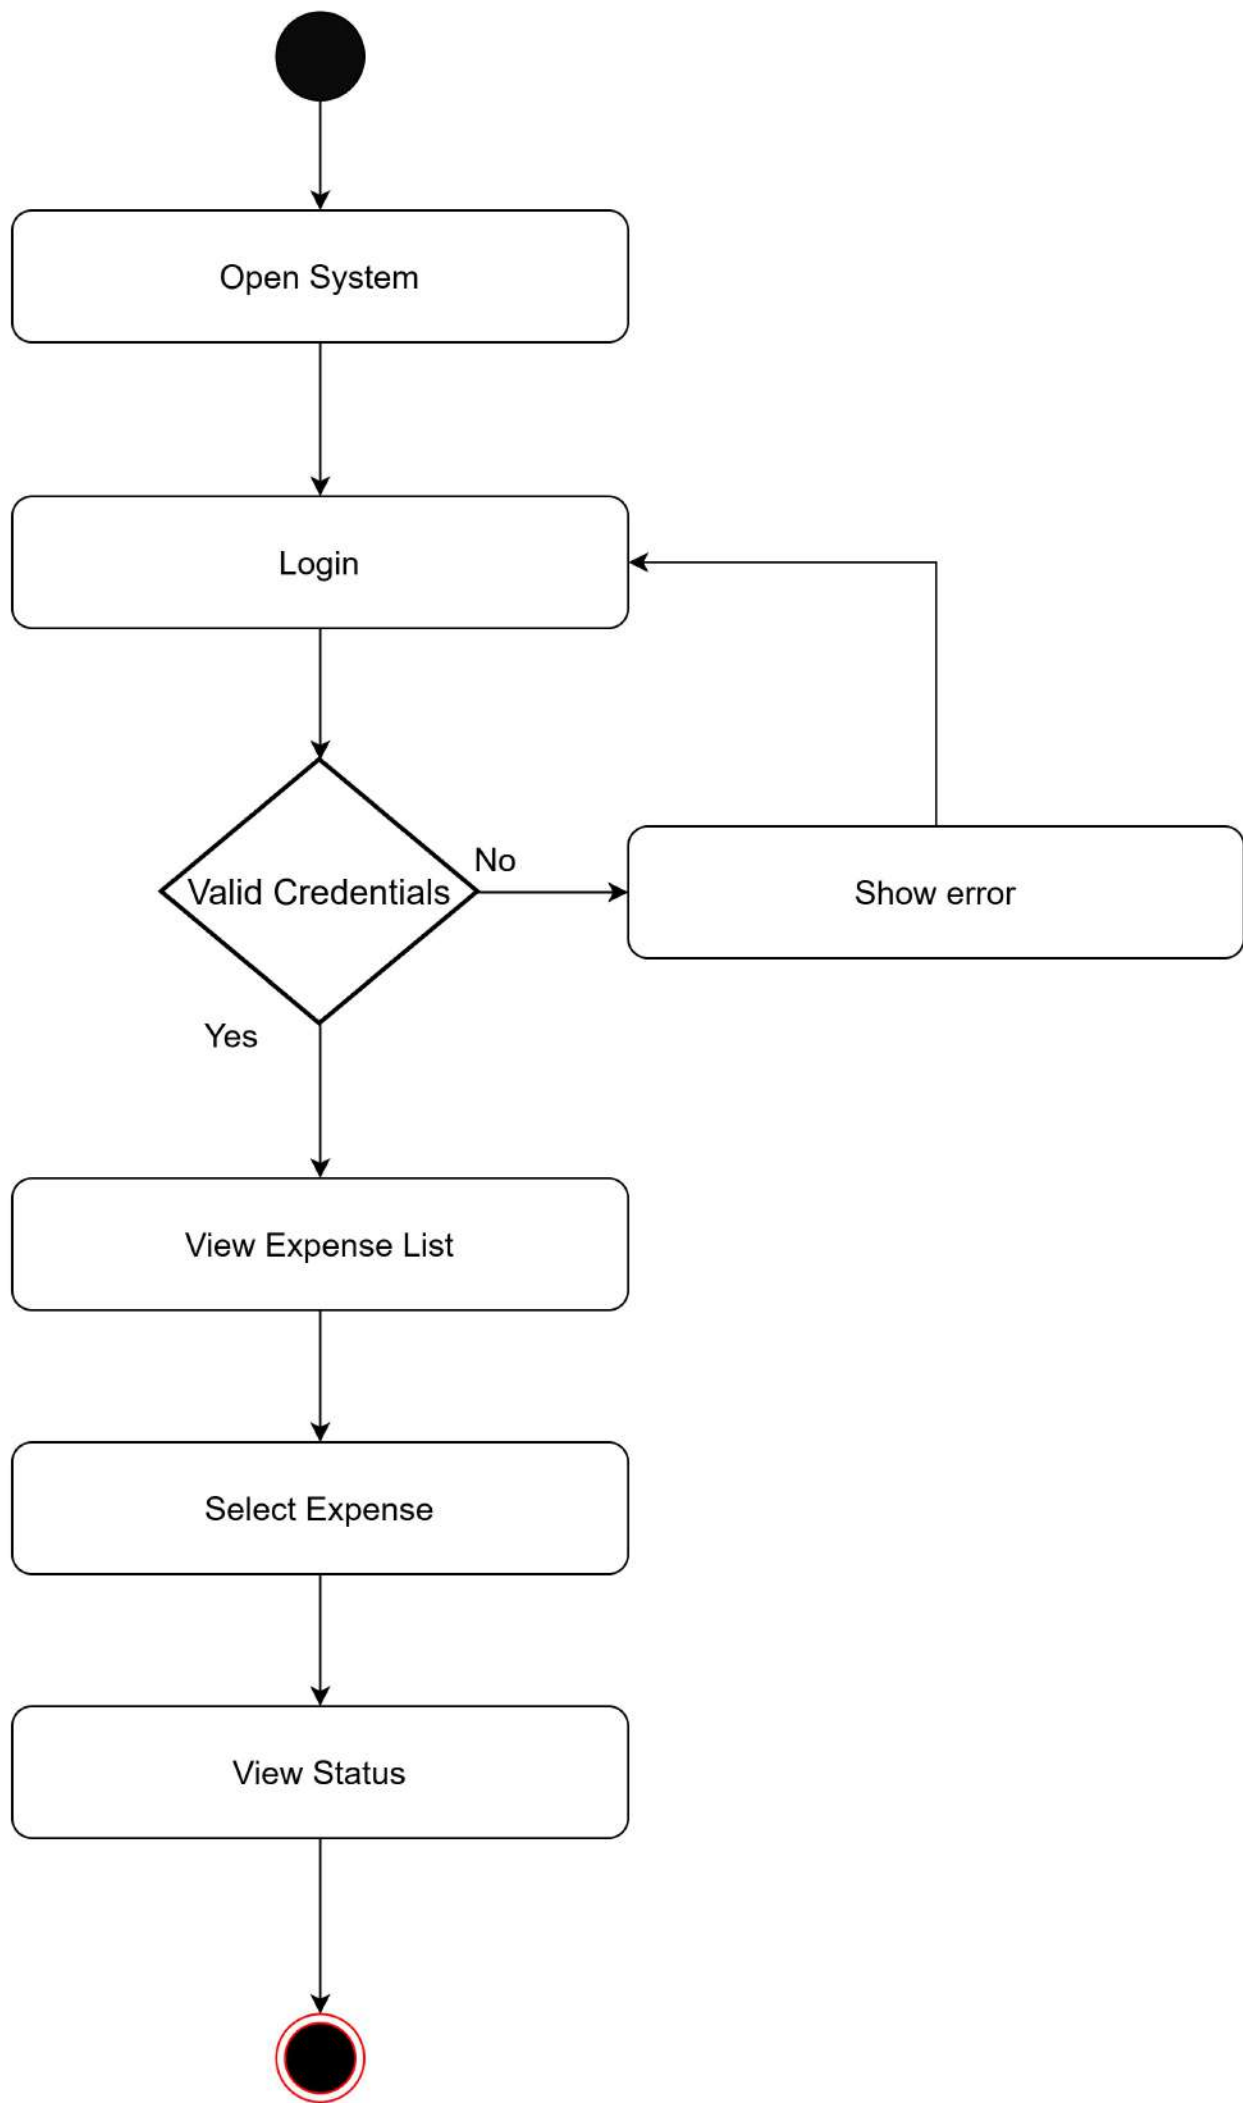 Open System
Login
Valid Credentials
No
Show error
Yes
View Expense List
Select Expense
View Status